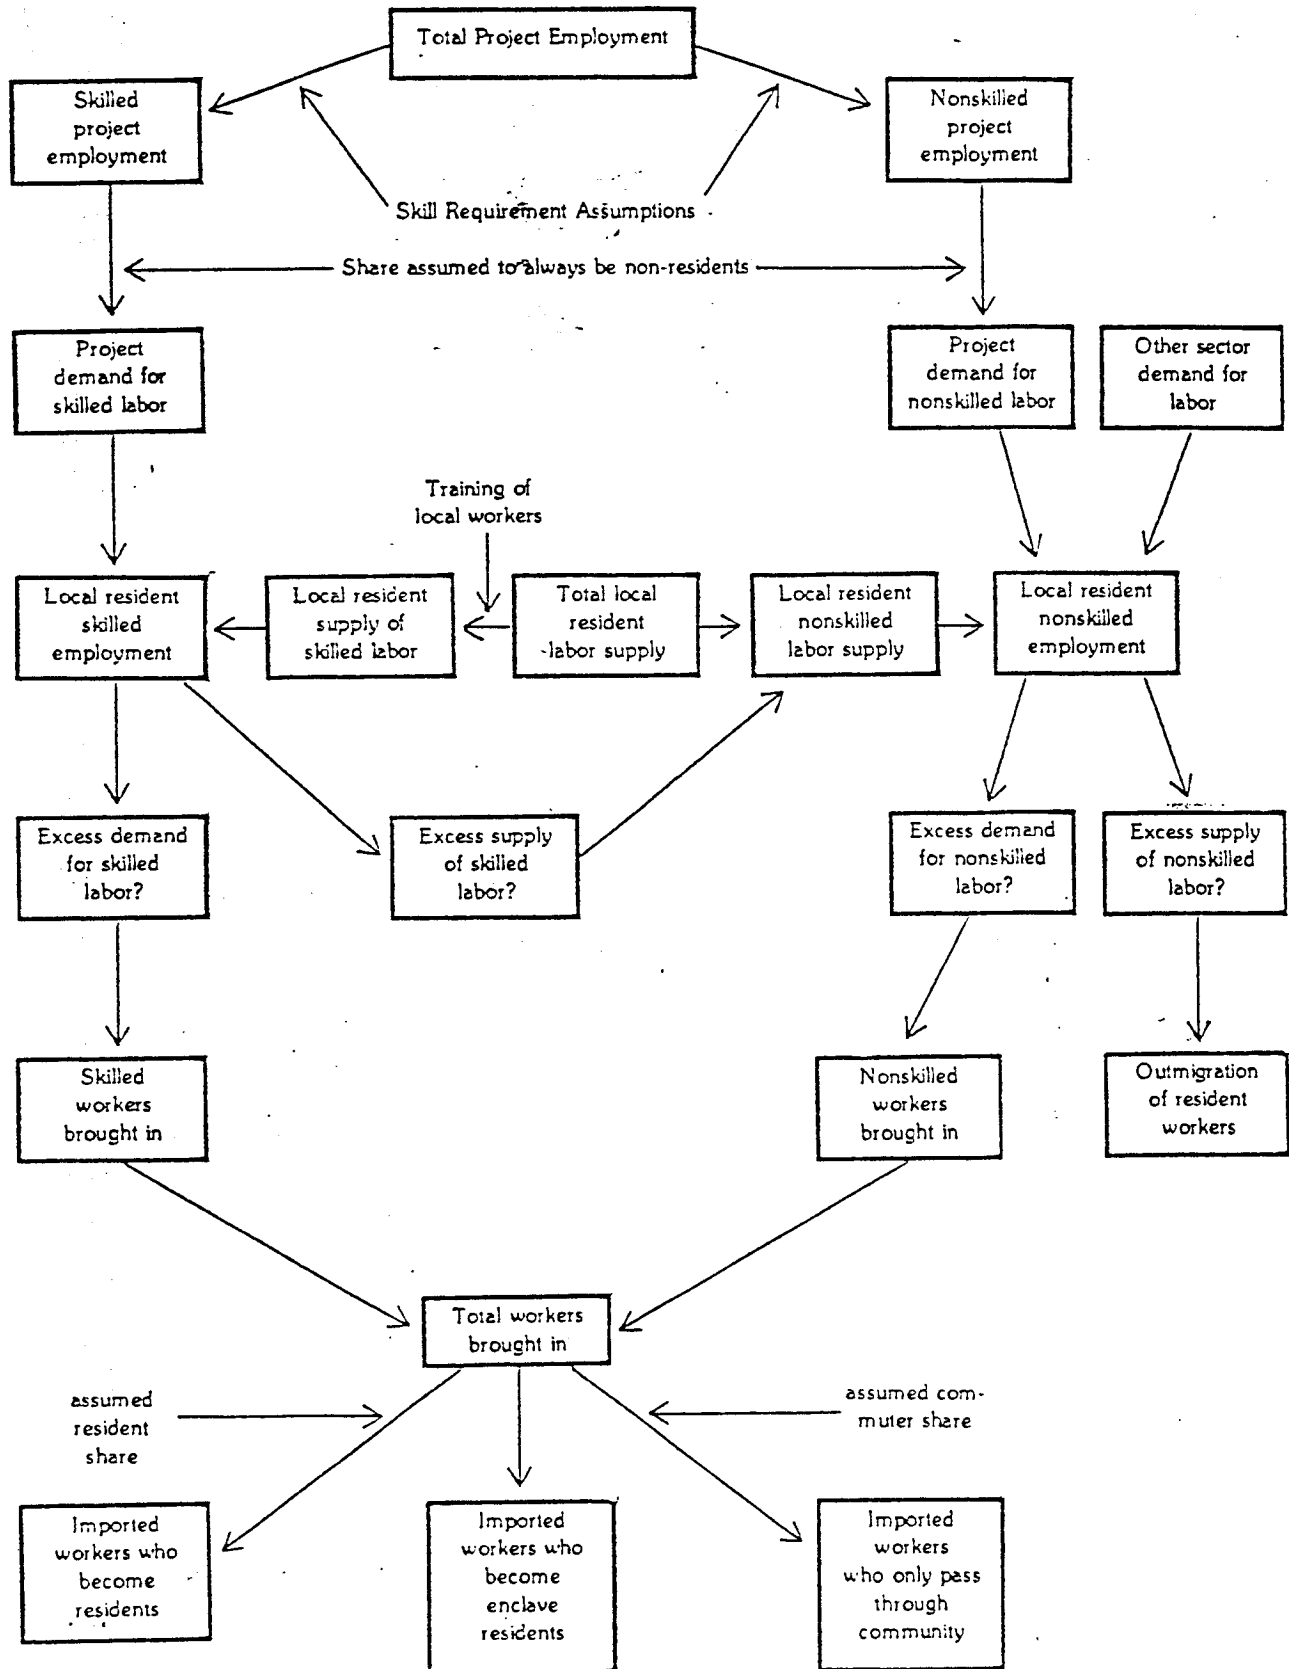 Total Project Employment
Skilled
project
employment
Nonskilled
project
employment
Skill Requirement Assumptions
Share assumed to always be non-residents
Project
demand for
skilled labor
Project
demand for
nonskilled labor
Other sector
demand for
labor
Training of
local workers
Local resident
skilled
employment
Local resident
supply of
skilled labor
Total local
resident
labor supply
Local resident
nonskilled
labor supply
Local resident
nonskilled
employment
Excess demand
for skilled
labor?
Excess supply
of skilled
labor?
Excess demand
for nonskilled
labor?
Excess supply
of nonskilled
labor?
Skilled
workers
brought in
Nonskilled
workers
brought in
Outmigration
of resident
workers
Total workers
brought in
assumed
resident
share
assumed com-
muter share
Imported
workers who
become
residents
Imported
workers who
become
enclave
residents
Imported
workers
who only pass
through
community